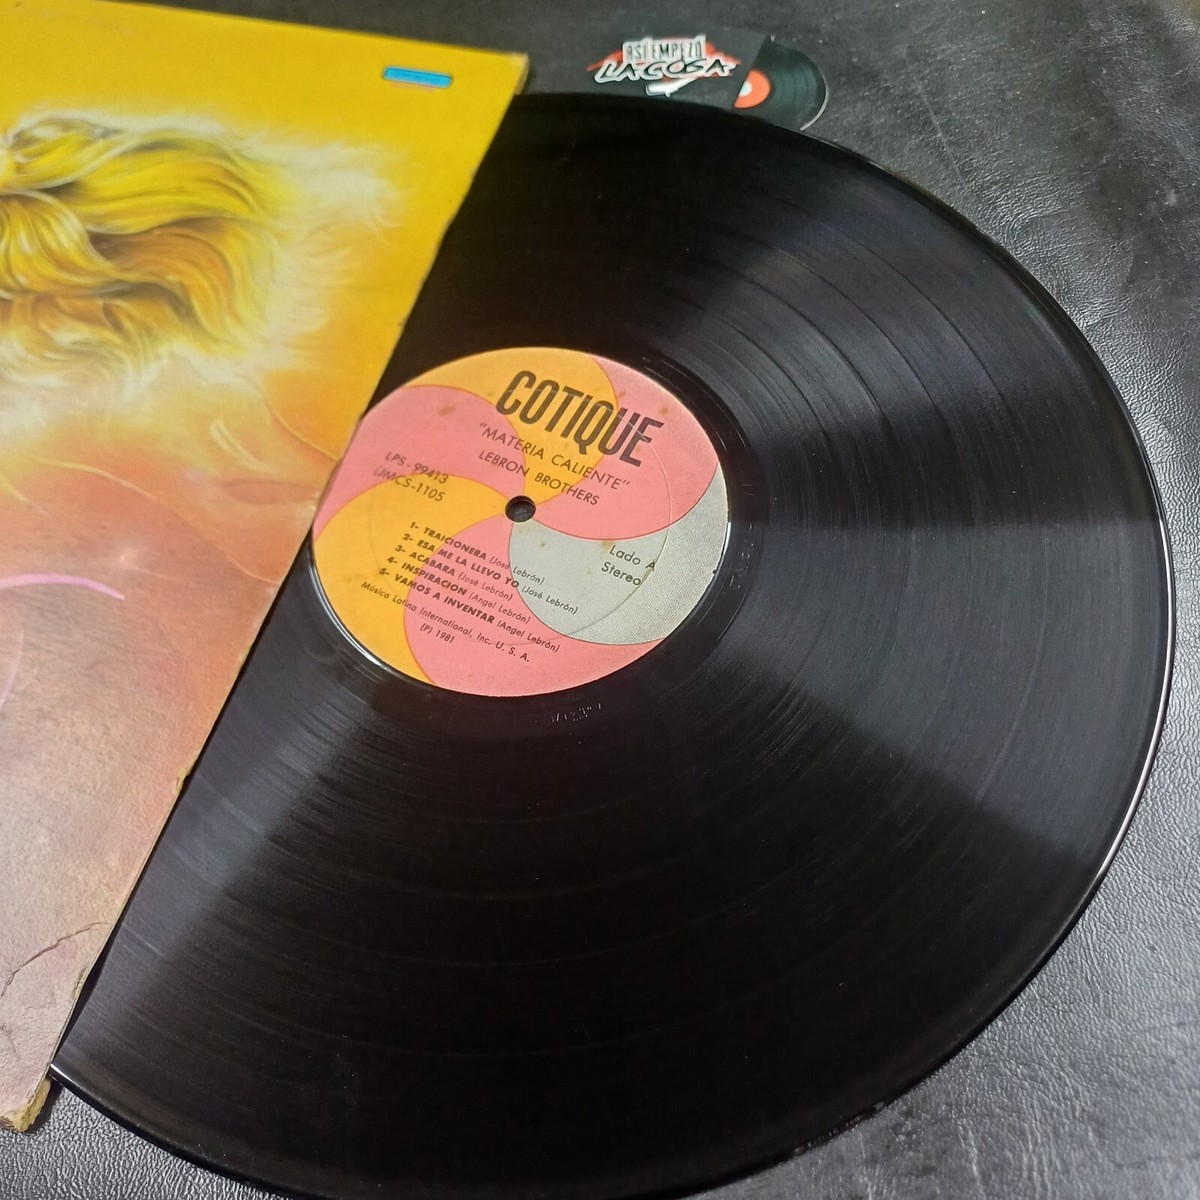 ASÍ EMPEZÓ
LA COSA
COTIQUE
"MATERIA CALIENTE"
LEBRON BROTHERS
LPS - 99413
(JMCS-1105
Lado A
Stereo
1- TRAICIONERA (José Lebrón)
2- ESA ME LA LLEVO YO (José Lebrón)
3- ACABARA (José Lebrón)
4- INSPIRACION (Angel Lebrón)
5- VAMOS A INVENTAR (Angel Lebrón)
Música Latina International, Inc. U. S. A.
(P) 1981